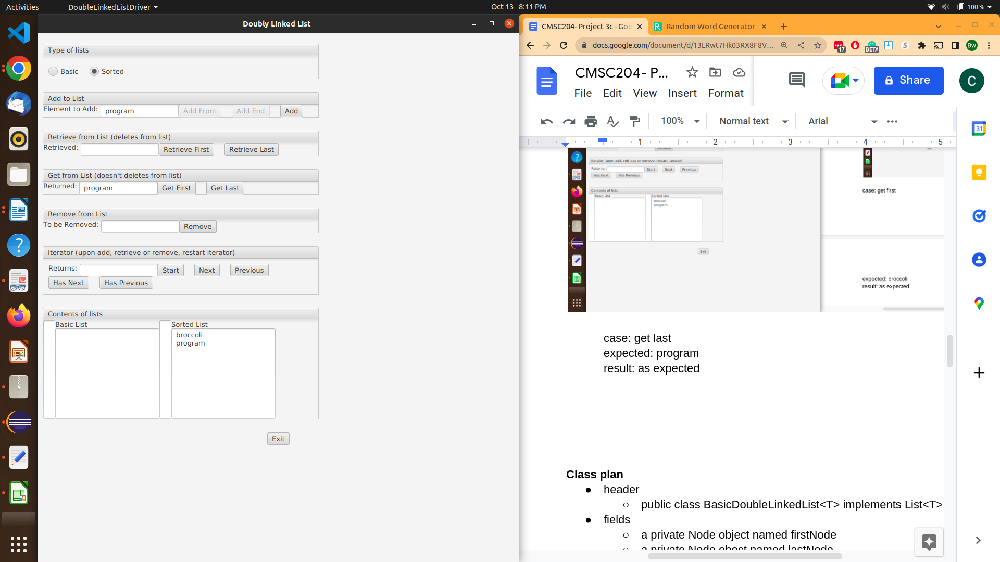 Activities
DoubleLinkedListDriver
Oct 13 8:11 PM
100 %
Doubly Linked List
Type of lists
Basic
Sorted
Add to List
Element to Add:
program
Add Front
Add End
Add
Retrieve from List (deletes from list)
Retrieved:
Retrieve First
Retrieve Last
Get from List (doesn't deletes from list)
Returned:
program
Get First
Get Last
Remove from List
To be Removed:
Remove
Iterator (upon add, retrieve or remove, restart iterator)
Returns:
Start
Next
Previous
Has Next
Has Previous
Contents of lists
Basic List
Sorted List
broccoli
program
Exit
CMSC204- Project 3c - Goo
Random Word Generator
docs.google.com/document/d/13LRwt7Hk03RX8F8V...
17
BETA
Bw
CMSC204- P...
File Edit View Insert Format
Share
C
100%
Normal text
Arial
1 2 3 4 5
31
Iterator (upon add, retrieve or remove, restart iterator)
Returns:
Start
Next
Previous
Has Next
Has Previous
Contents of lists
Basic List
Sorted List
broccoli
program
Exit
case: get first
expected: broccoli
result: as expected
case: get last
expected: program
result: as expected
Class plan
● header
○ public class BasicDoubleLinkedList<T> implements List<T>
● fields
○ a private Node object named firstNode
○ a private Node obect named lastNode